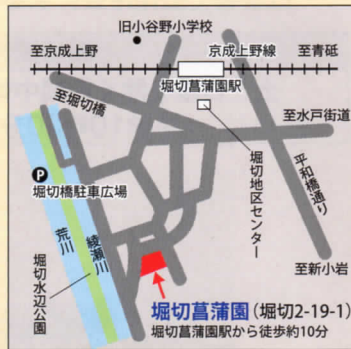 旧小谷野小学校
至京成上野
京成上野線
至青砥
堀切菖蒲園駅
至堀切橋
至水戸街道
堀切地区センター
平和橋通り
P
堀切橋駐車広場
荒川
綾瀬川
堀切水辺公園
至新小岩
堀切菖蒲園(堀切2-19-1)
堀切菖蒲園駅から徒歩約10分